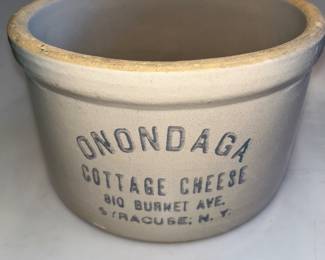 ONONDAGA
COTTAGE CHEESE
810 BURNET AVE.
SYRACUSE, N.Y.